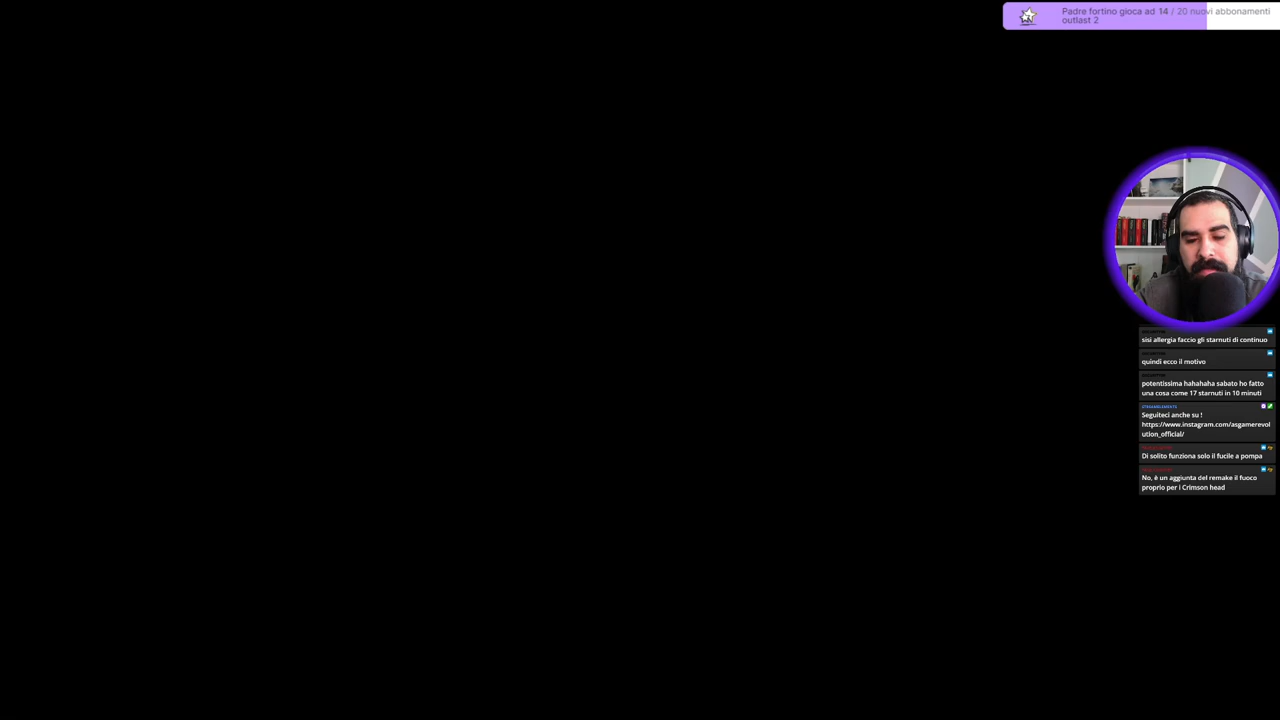 Padre fortino gioca ad 14 / 20 nuovi abbonamenti
outlast 2
sisi allergia faccio gli starnuti di continuo
quindi ecco il motivo
potentissima hahahaha sabato ho fatto
una cosa come 17 starnuti in 10 minuti
Seguiteci anche su !
https://www.instagram.com/asgamerevol
ution_official/
Di solito funziona solo il fucile a pompa
No, è un aggiunta del remake il fuoco
proprio per i Crimson head